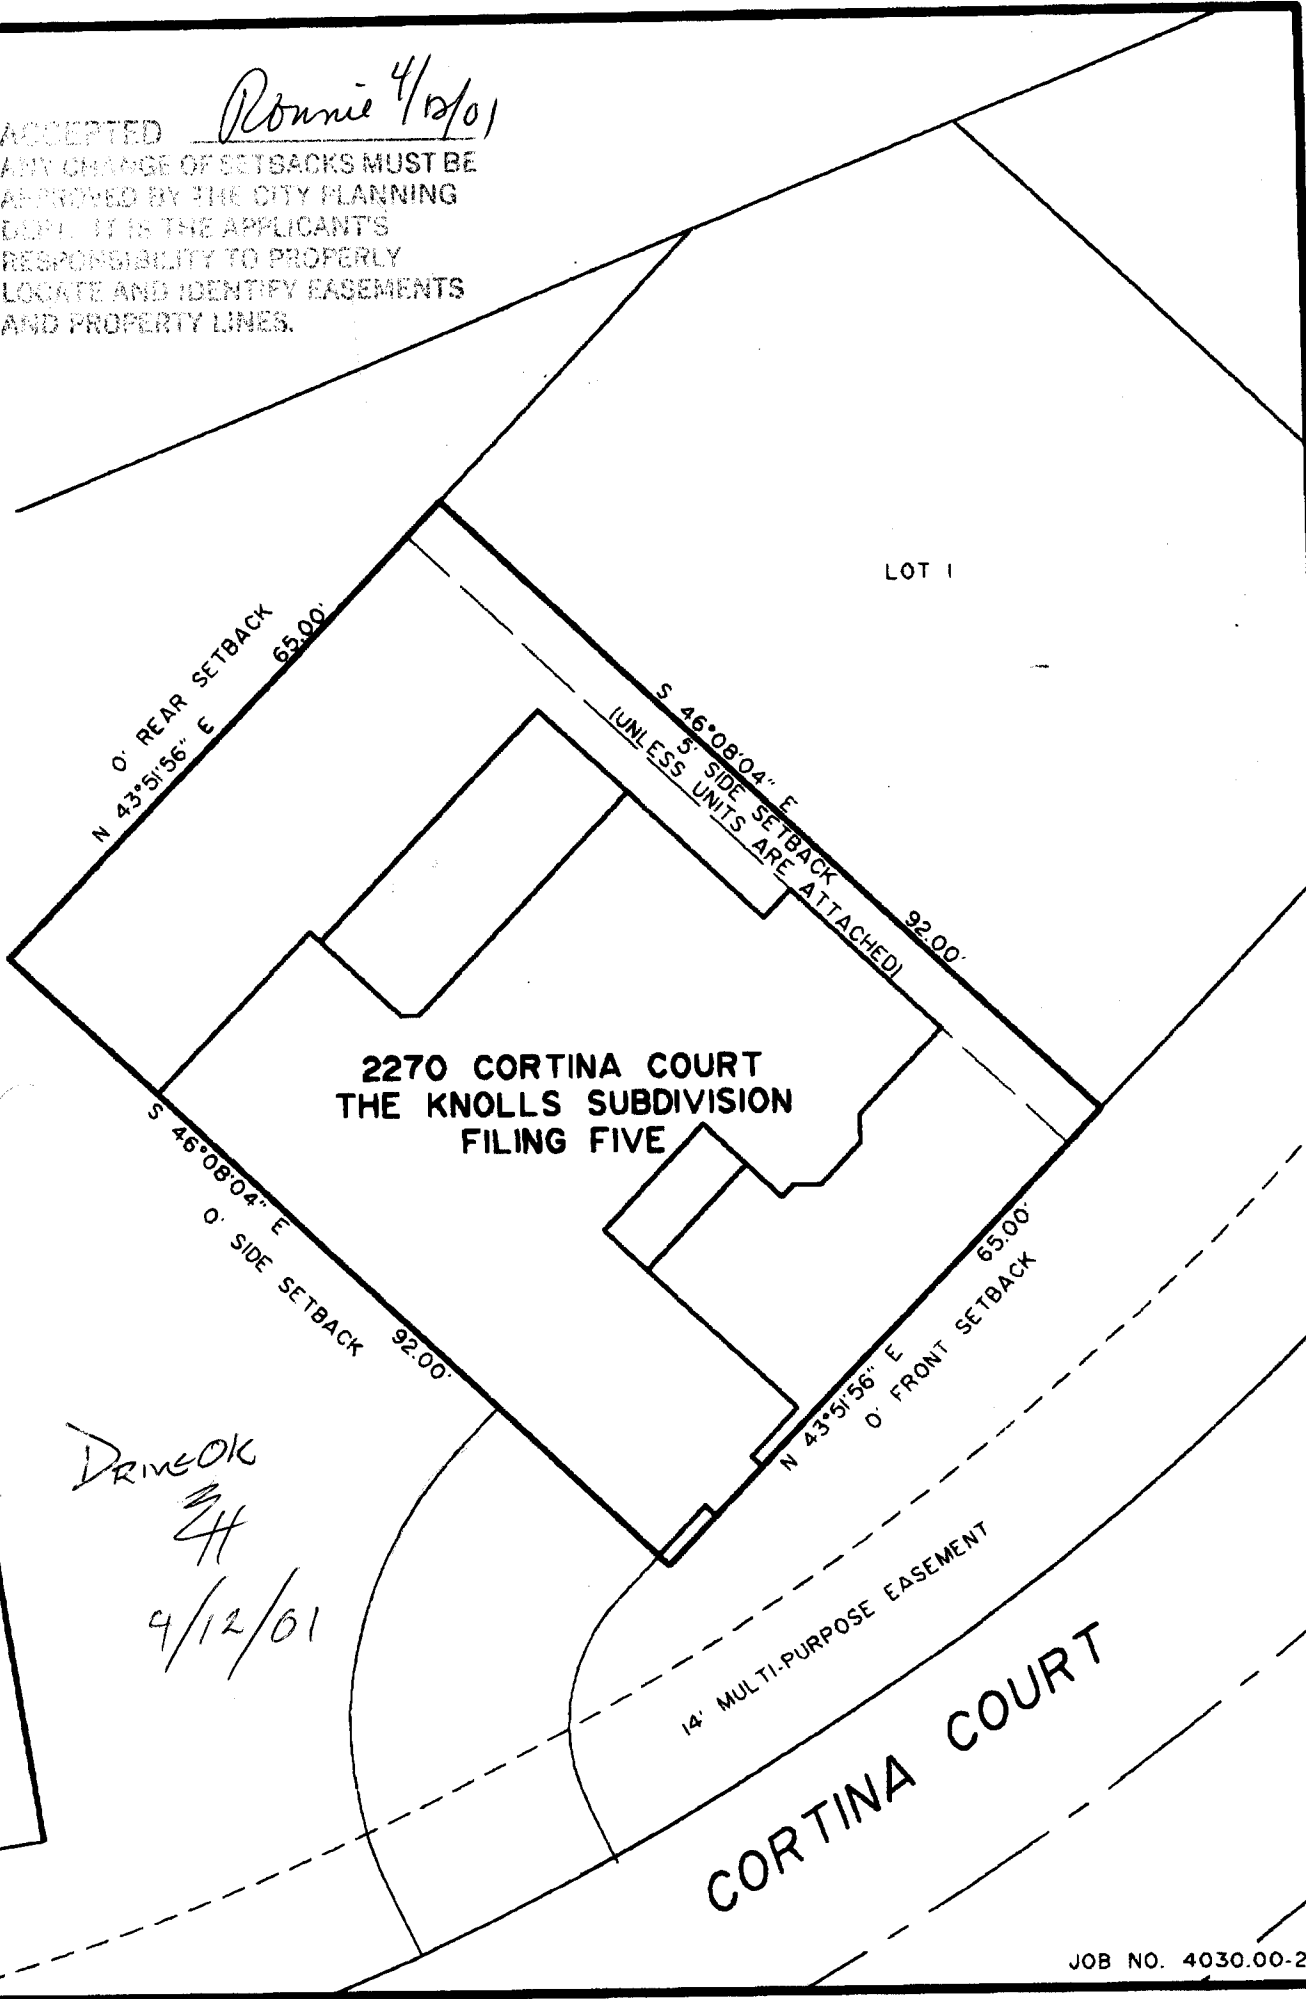 Ronnie 4/12/01
ACCEPTED
ANY CHANGE OF SETBACKS MUST BE
APPROVED BY THE CITY PLANNING
DEPT. IT IS THE APPLICANT'S
RESPONSIBILITY TO PROPERLY
LOCATE AND IDENTIFY EASEMENTS
AND PROPERTY LINES.
LOT 1
0' REAR SETBACK
65.00'
N 43°51'56" E
S 46°08'04" E
5' SIDE SETBACK
(UNLESS UNITS ARE ATTACHED)
92.00'
2270 CORTINA COURT
THE KNOLLS SUBDIVISION
FILING FIVE
S 46°08'04" E
0' SIDE SETBACK
92.00'
65.00'
N 43°51'56" E
0' FRONT SETBACK
DRIVE OK
4/12/01
14' MULTI-PURPOSE EASEMENT
CORTINA COURT
JOB NO. 4030.00-2